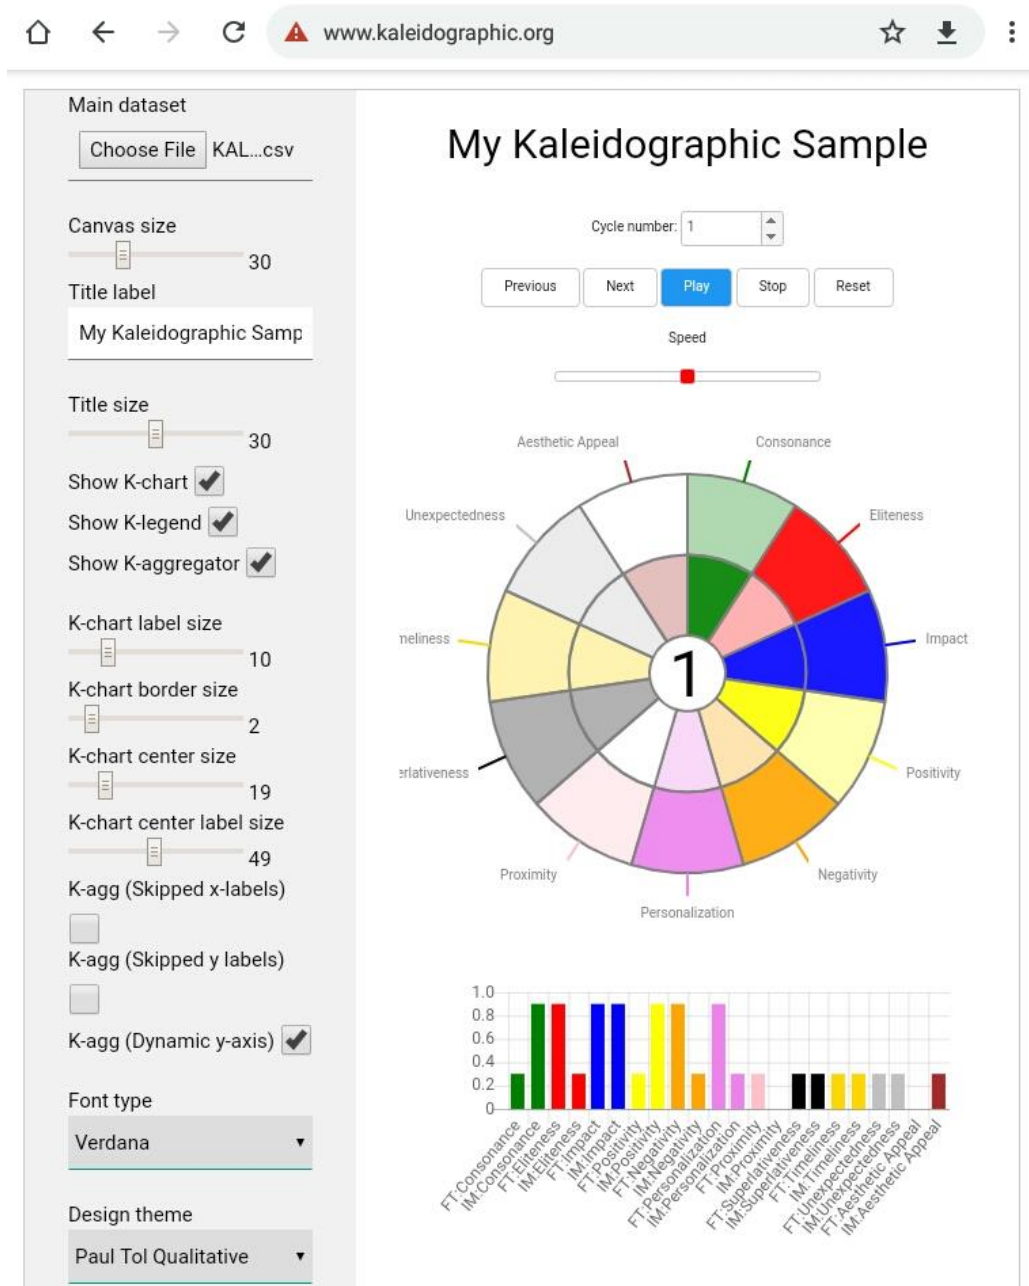 www.kaleidographic.org
Main dataset
Choose File KAL...csv
Canvas size
30
Title label
My Kaleidographic Samp
Title size
30
Show K-chart
Show K-legend
Show K-aggregator
K-chart label size
10
K-chart border size
2
K-chart center size
19
K-chart center label size
49
K-agg (Skipped x-labels)
K-agg (Skipped y labels)
K-agg (Dynamic y-axis)
Font type
Verdana
Design theme
Paul Tol Qualitative
My Kaleidographic Sample
Cycle number: 1
Previous Next Play Stop Reset
Speed
Aesthetic Appeal Consonance
Unexpectedness Eliteness
meliness Impact
1
erlativeness Positivity
Proximity Negativity
Personalization
1.0
0.8
0.6
0.4
0.2
0
FT:Consonance
IM:Consonance
FT:Eliteness
IM:Eliteness
FT:Impact
IM:Impact
FT:Positivity
IM:Positivity
FT:Negativity
IM:Negativity
FT:Personalization
IM:Personalization
FT:Proximity
IM:Proximity
FT:Superlativeness
IM:Superlativeness
FT:Timeliness
IM:Timeliness
FT:Unexpectedness
IM:Unexpectedness
FT:Aesthetic Appeal
IM:Aesthetic Appeal